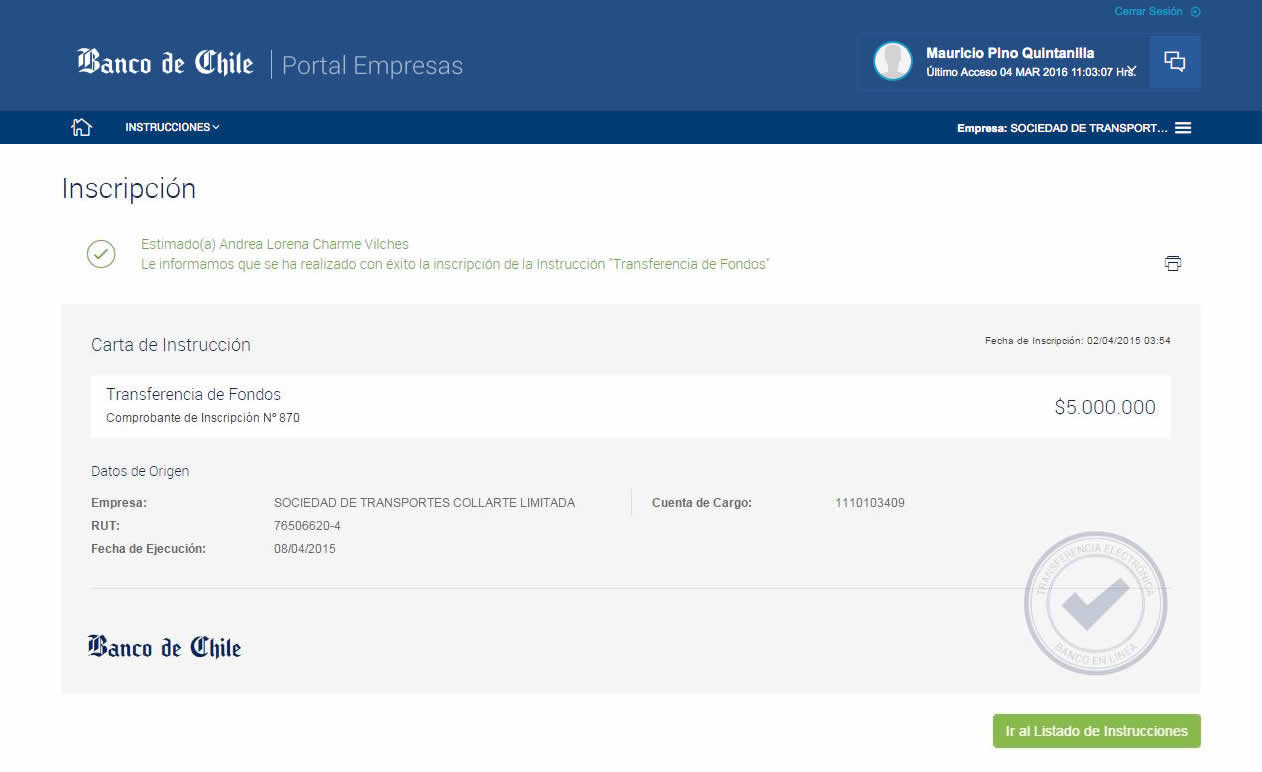 Cerrar Sesión
Banco de Chile | Portal Empresas
Mauricio Pino Quintanilla
Último Acceso 04 MAR 2016 11:03:07 Hrs.
INSTRUCCIONES
Empresa: SOCIEDAD DE TRANSPORT...
Inscripción
Estimado(a) Andrea Lorena Charme Vilches
Le informamos que se ha realizado con éxito la inscripción de la Instrucción "Transferencia de Fondos"
Carta de Instrucción
Fecha de Inscripción: 02/04/2015 03:54
Transferencia de Fondos
Comprobante de Inscripción Nº 870
$5.000.000
Datos de Origen
Empresa: SOCIEDAD DE TRANSPORTES COLLARTE LIMITADA
Cuenta de Cargo: 1110103409
RUT: 76506620-4
Fecha de Ejecución: 08/04/2015
TRANSFERENCIA ELECTRÓNICA
BANCO EN LÍNEA
Banco de Chile
Ir al Listado de Instrucciones